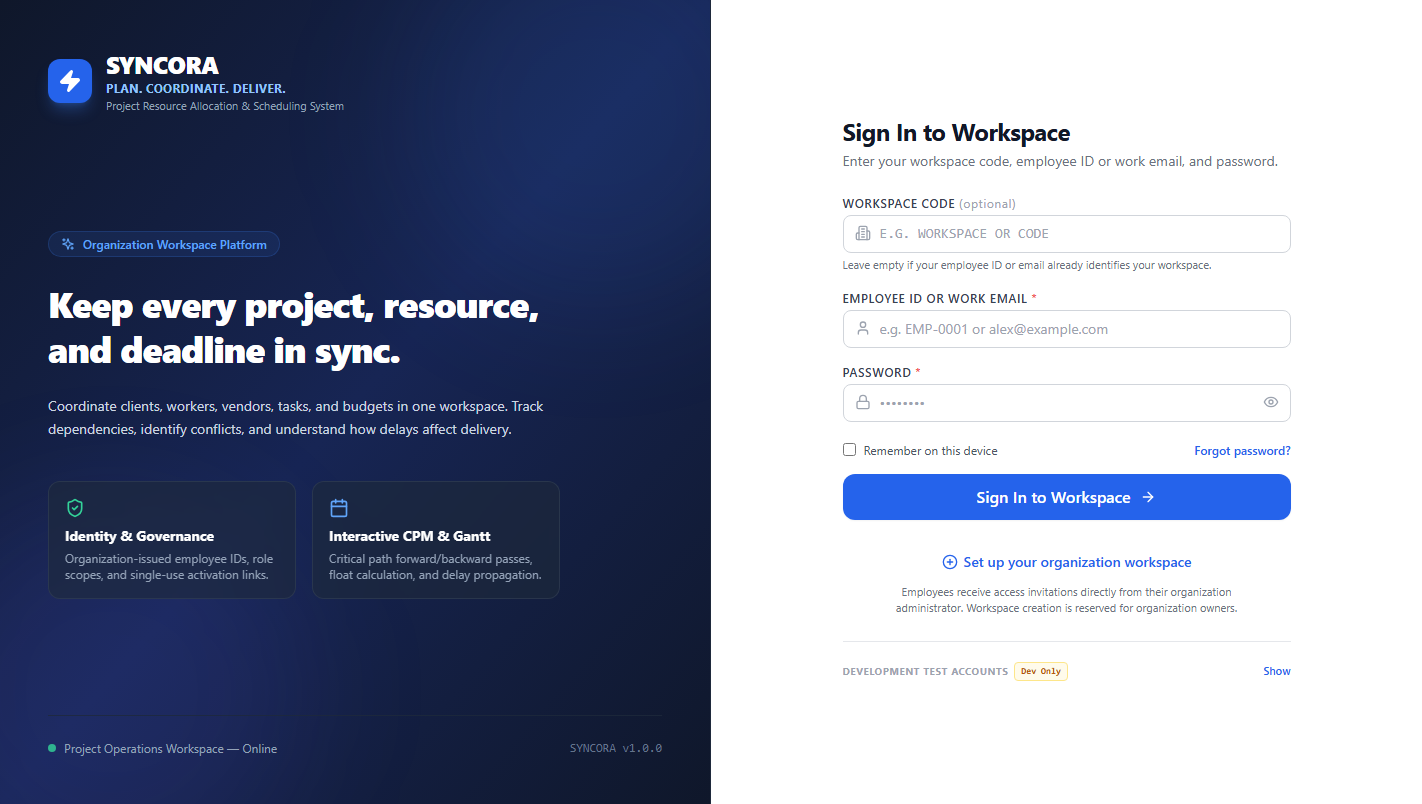 SYNCORA
PLAN. COORDINATE. DELIVER.
Project Resource Allocation & Scheduling System
Organization Workspace Platform
Keep every project, resource,
and deadline in sync.
Coordinate clients, workers, vendors, tasks, and budgets in one workspace. Track
dependencies, identify conflicts, and understand how delays affect delivery.
Identity & Governance
Organization-issued employee IDs, role
scopes, and single-use activation links.
Interactive CPM & Gantt
Critical path forward/backward passes,
float calculation, and delay propagation.
Project Operations Workspace — Online
SYNCORA v1.0.0
Sign In to Workspace
Enter your workspace code, employee ID or work email, and password.
WORKSPACE CODE (optional)
E.G. WORKSPACE OR CODE
Leave empty if your employee ID or email already identifies your workspace.
EMPLOYEE ID OR WORK EMAIL *
e.g. EMP-0001 or alex@example.com
PASSWORD *
••••••••
Remember on this device
Forgot password?
Sign In to Workspace →
Set up your organization workspace
Employees receive access invitations directly from their organization
administrator. Workspace creation is reserved for organization owners.
DEVELOPMENT TEST ACCOUNTS Dev Only
Show